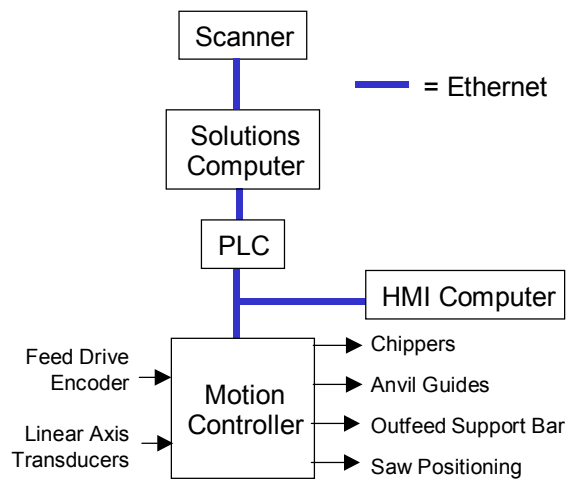 Scanner
= Ethernet
Solutions
Computer
PLC
HMI Computer
Feed Drive
Encoder
Linear Axis
Transducers
Motion
Controller
Chippers
Anvil Guides
Outfeed Support Bar
Saw Positioning